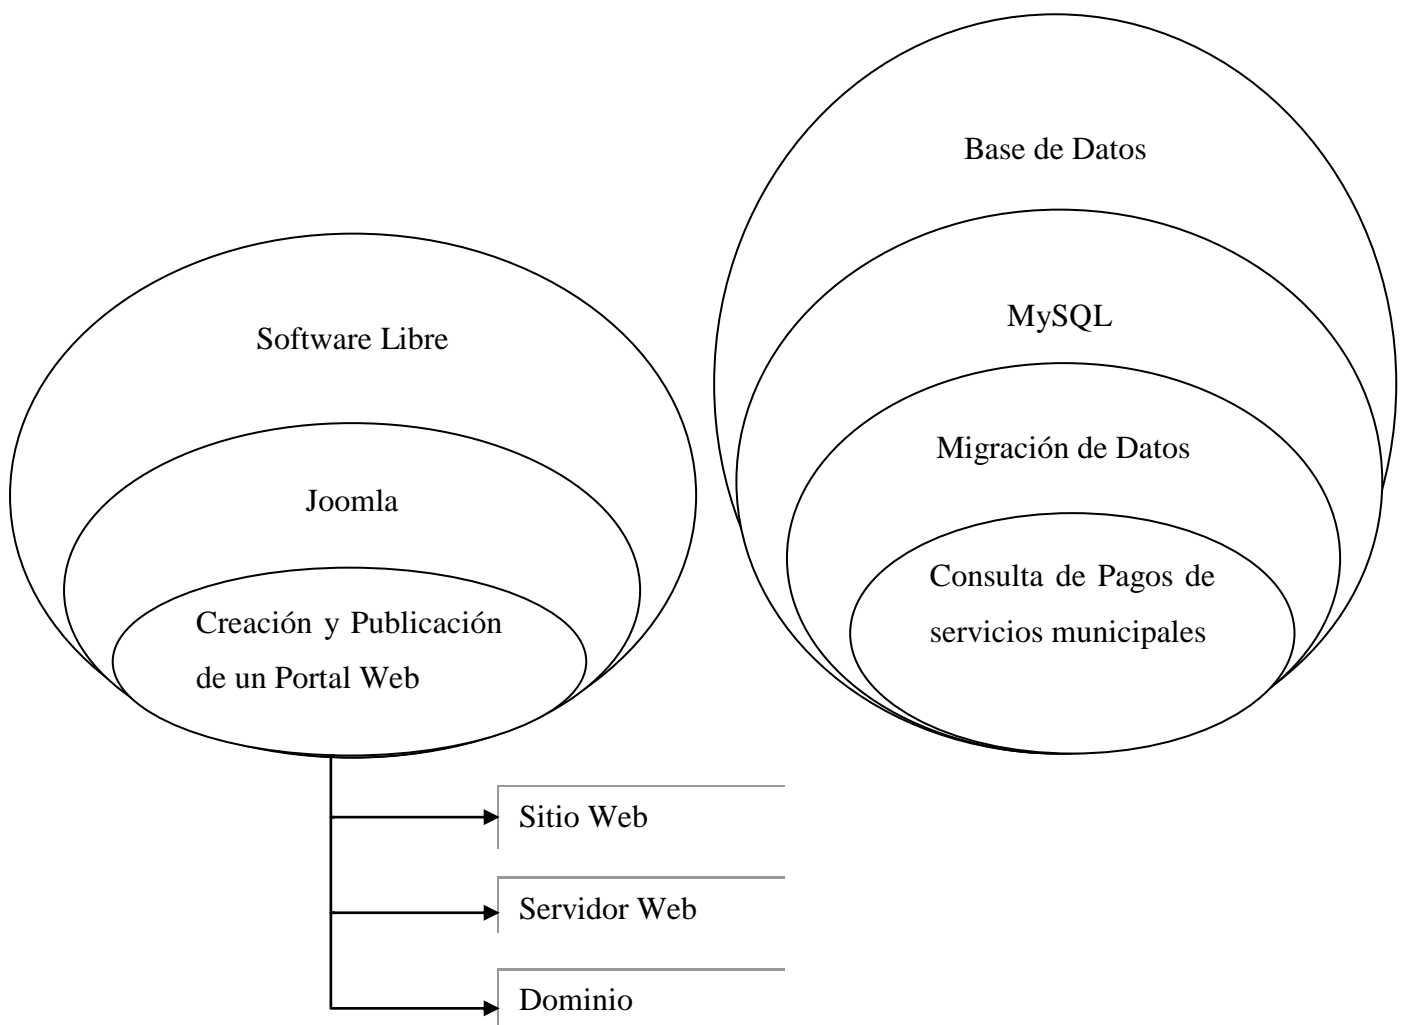 Software Libre
Joomla
Creación y Publicación
de un Portal Web
Base de Datos
MySQL
Migración de Datos
Consulta de Pagos de
servicios municipales
Sitio Web
Servidor Web
Dominio